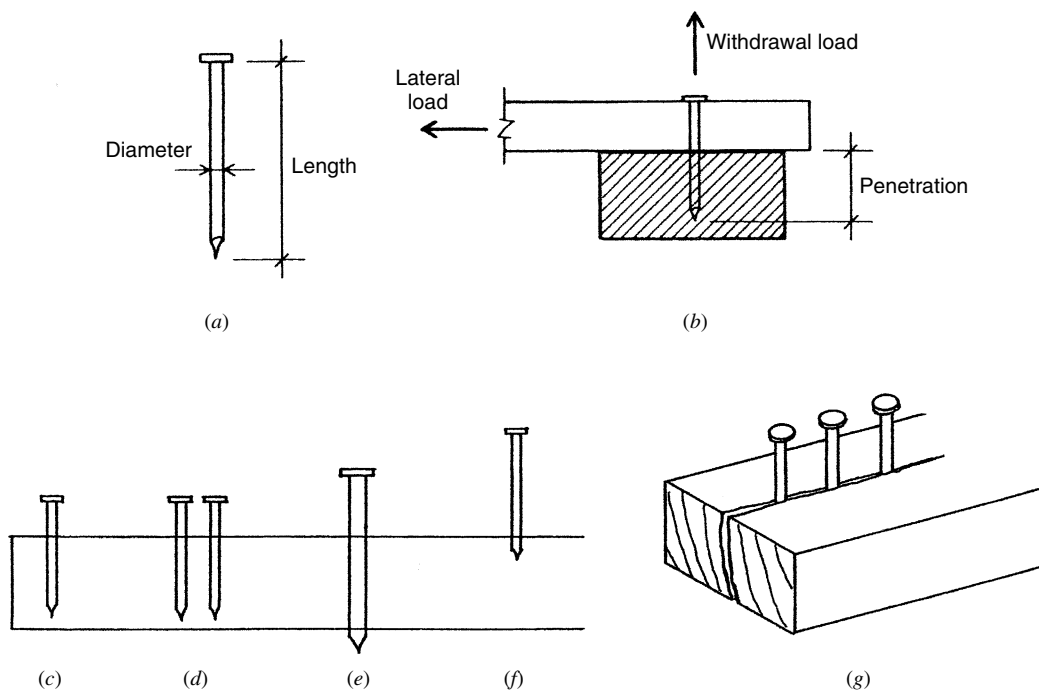 Withdrawal load
Lateral
load
Diameter
Length
Penetration
(a)
(b)
(c)
(d)
(e)
(f)
(g)